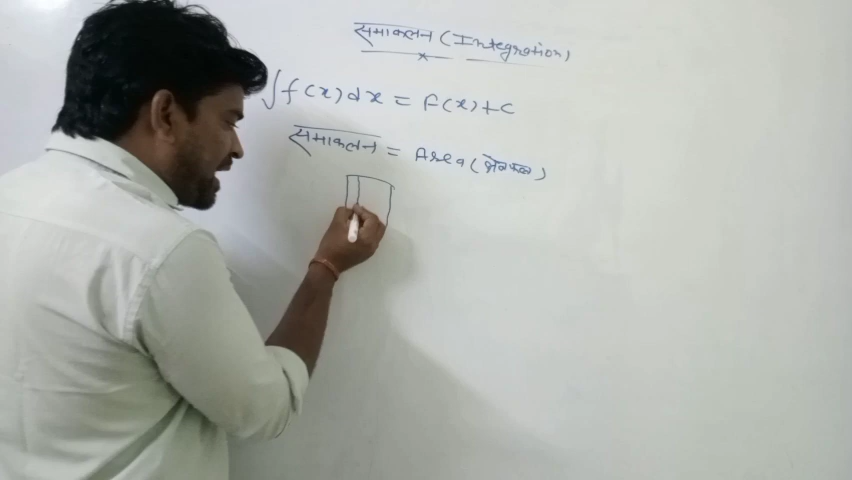 समाकलन (Integration)
∫f(x)dx = F(x)+C
समाकलन = Area (क्षेत्रफल)